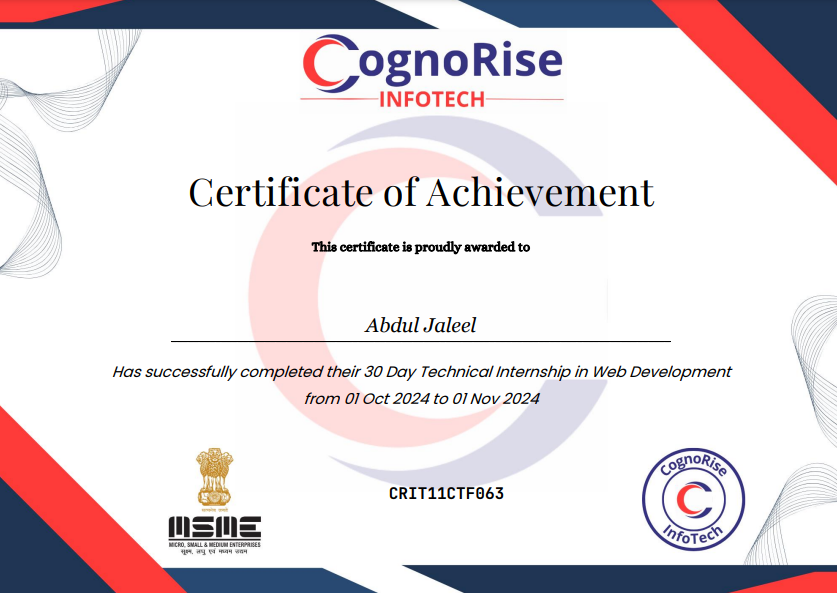 CognoRise
INFOTECH
Certificate of Achievement
This certificate is proudly awarded to
Abdul Jaleel
Has successfully completed their 30 Day Technical Internship in Web Development
from 01 Oct 2024 to 01 Nov 2024
CRIT11CTF063
सत्यमेव जयते
MSME
MICRO, SMALL & MEDIUM ENTERPRISES
सूक्ष्म, लघु एवं मध्यम उद्यम
CognoRise
InfoTech